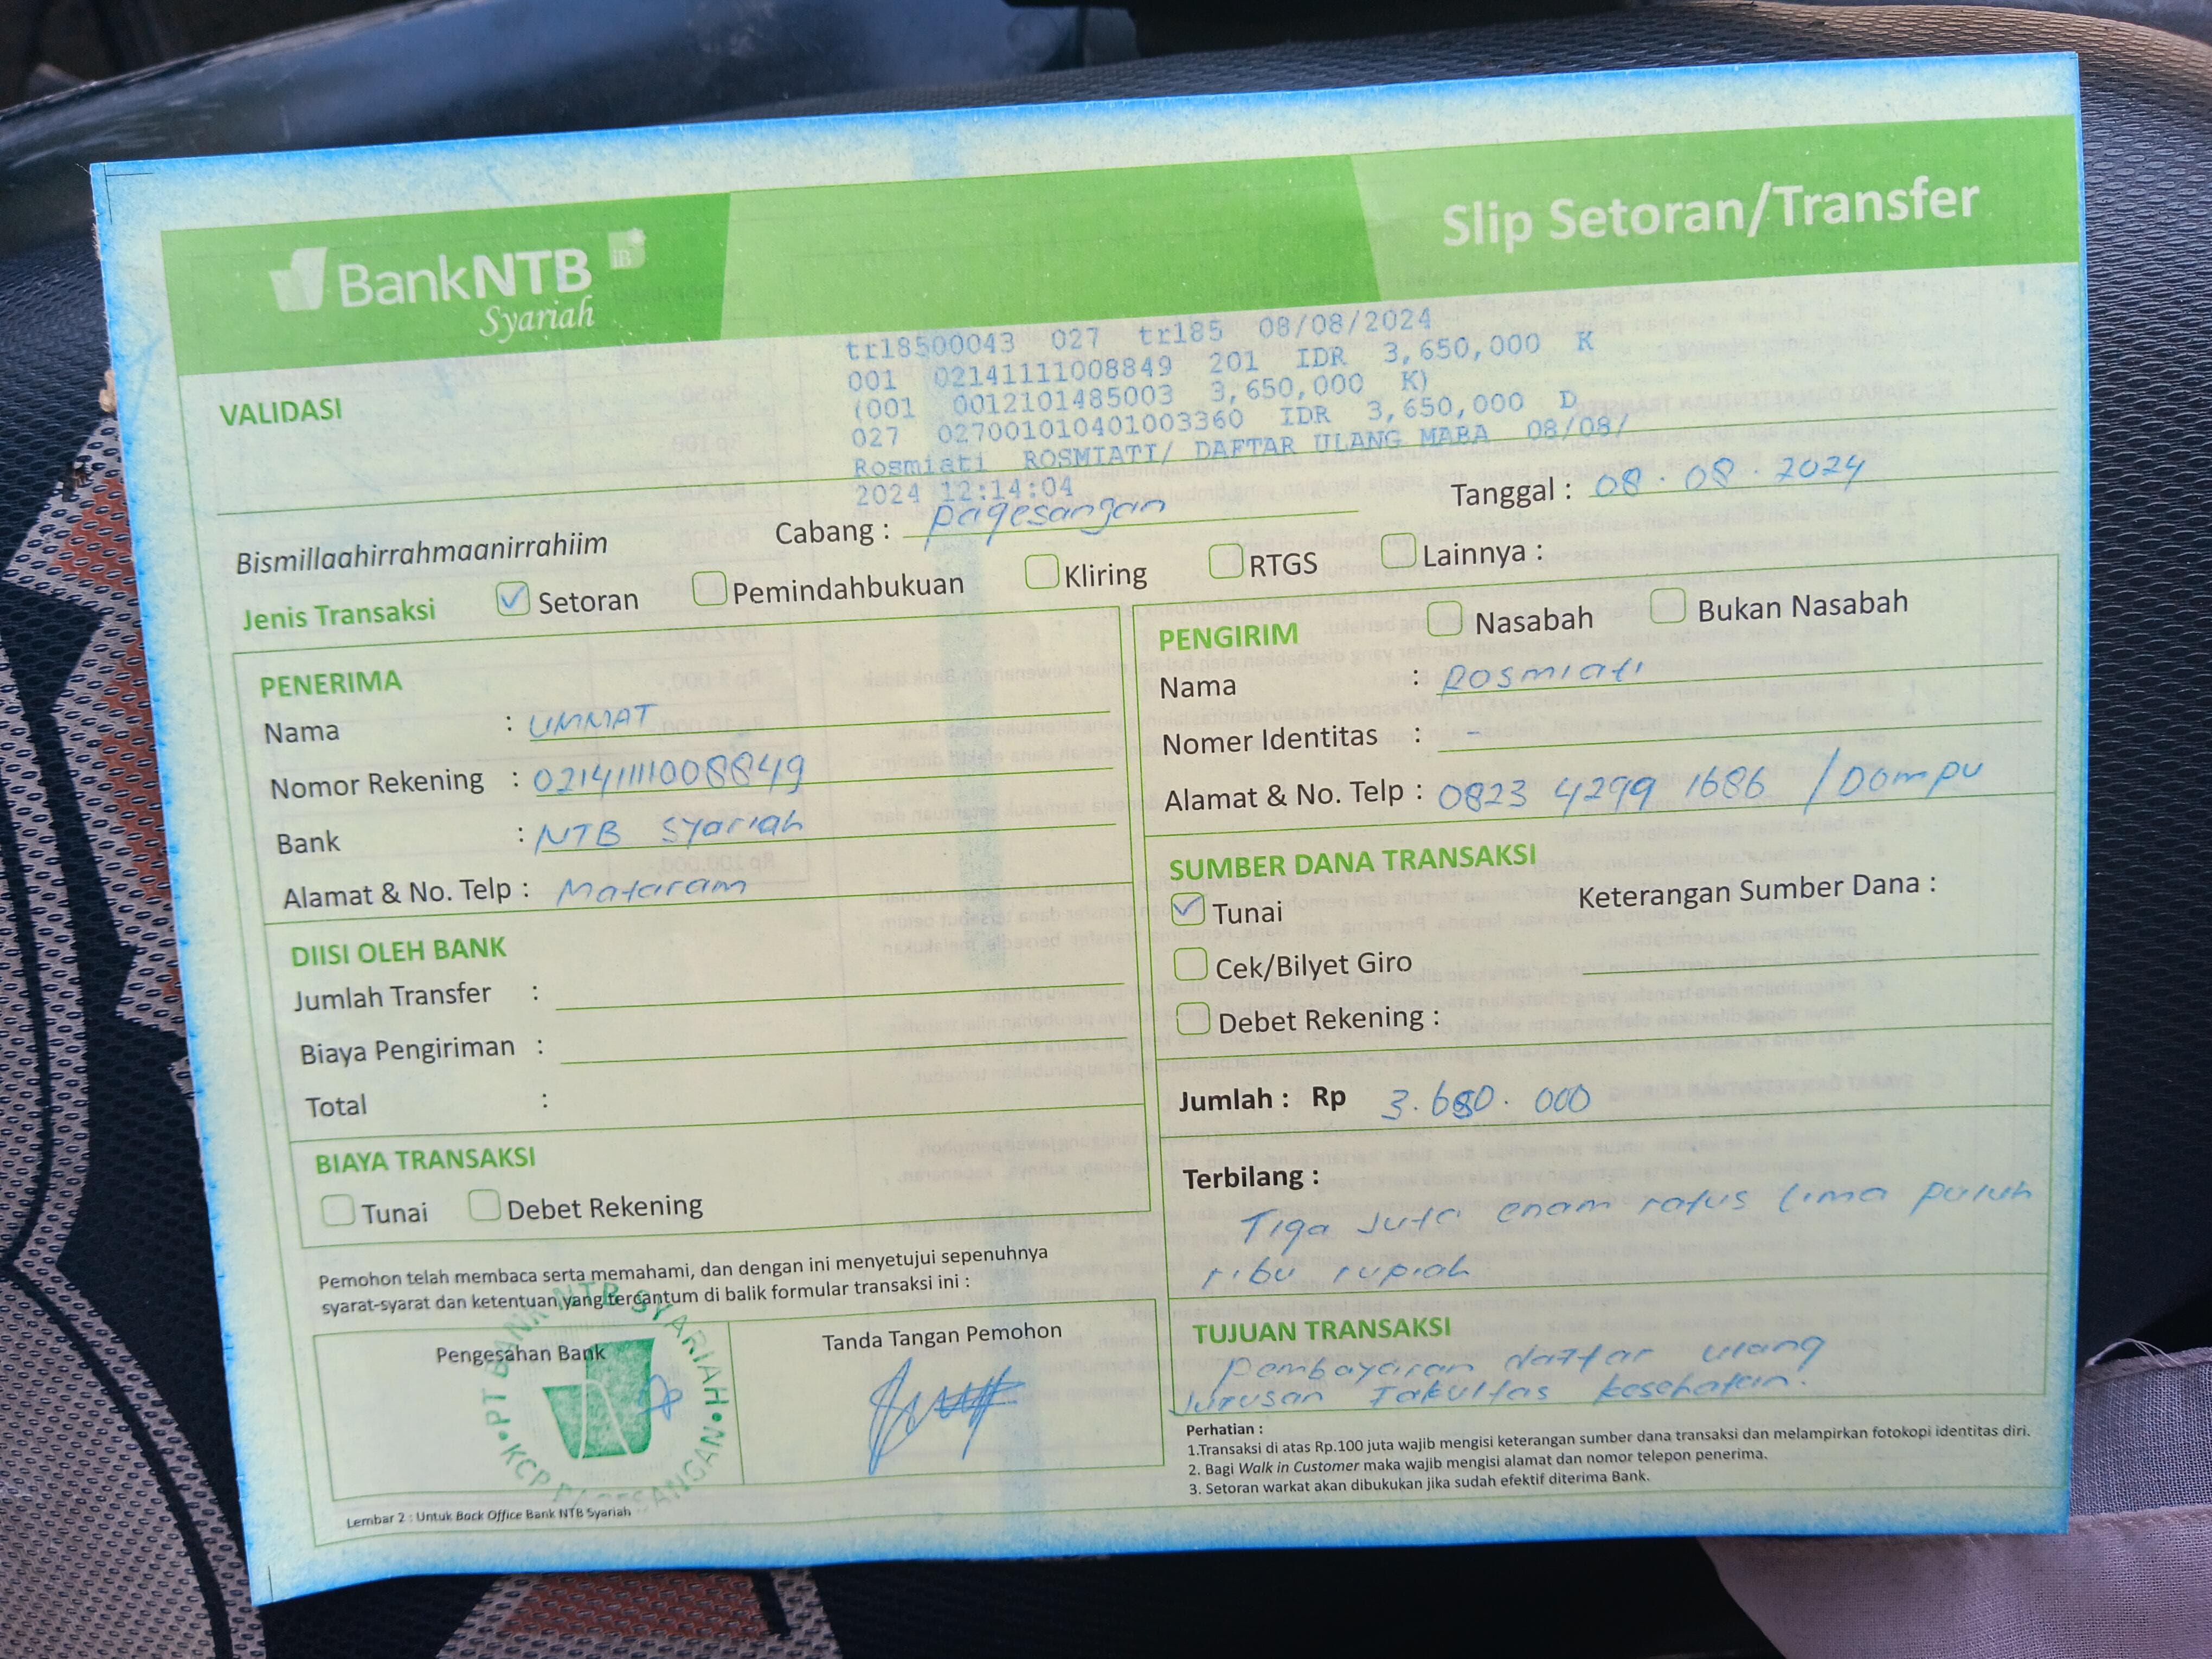 BankNTB iB
Syariah
Slip Setoran/Transfer
VALIDASI
tr18500043 027 tr185 08/08/2024
001 02141111008849 201 IDR 3,650,000 K
(001 0012101485003 3,650,000 K)
027 027001010401003360 IDR 3,650,000 D
Rosmiati ROSMIATI/ DAFTAR ULANG MABA 08/08/
2024 12:14:04
Bismillaahirrahmaanirrahiim
Cabang : pagesangan
Tanggal : 08 . 08 . 2024
Jenis Transaksi Setoran Pemindahbukuan Kliring RTGS Lainnya :
PENERIMA
Nama : UMMAT
Nomor Rekening : 02141111008849
Bank : NTB Syariah
Alamat & No. Telp : Mataram
DIISI OLEH BANK
Jumlah Transfer :
Biaya Pengiriman :
Total :
BIAYA TRANSAKSI
Tunai Debet Rekening
Pemohon telah membaca serta memahami, dan dengan ini menyetujui sepenuhnya
syarat-syarat dan ketentuan yang tercantum di balik formular transaksi ini :
Pengesahan Bank
PT BANK NTB SYARIAH
KCP PAGESANGAN
Tanda Tangan Pemohon
Lembar 2 : Untuk Back Office Bank NTB Syariah
PENGIRIM Nasabah Bukan Nasabah
Nama : Rosmiati
Nomer Identitas : -
Alamat & No. Telp : 0823 4299 1686 / Dompu
SUMBER DANA TRANSAKSI
Tunai
Keterangan Sumber Dana :
Cek/Bilyet Giro
Debet Rekening :
Jumlah : Rp 3.650. 000
Terbilang :
Tiga Juta enam ratus lima puluh
ribu rupiah
TUJUAN TRANSAKSI
pembayaran daftar ulang
Jurusan Fakultas kesehatan.
Perhatian :
1.Transaksi di atas Rp.100 juta wajib mengisi keterangan sumber dana transaksi dan melampirkan fotokopi identitas diri.
2. Bagi Walk in Customer maka wajib mengisi alamat dan nomor telepon penerima.
3. Setoran warkat akan dibukukan jika sudah efektif diterima Bank.